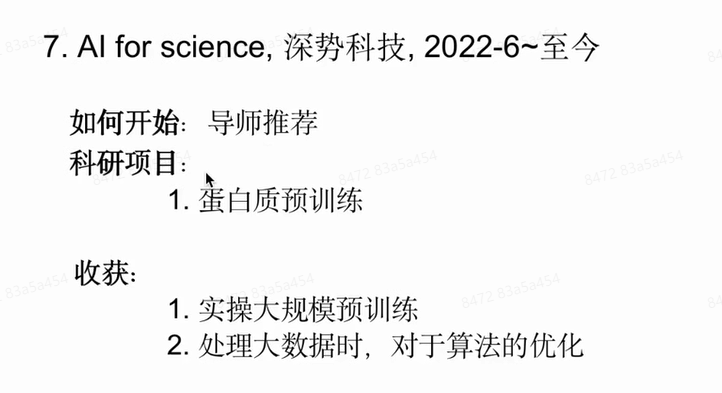 7. AI for science, 深势科技, 2022-6~至今
如何开始： 导师推荐
科研项目：
1. 蛋白质预训练
收获：
1. 实操大规模预训练
2. 处理大数据时，对于算法的优化
8472 83a5a454
8472 83a5a454
8472 83a5a454
83a5a454
83a5a454